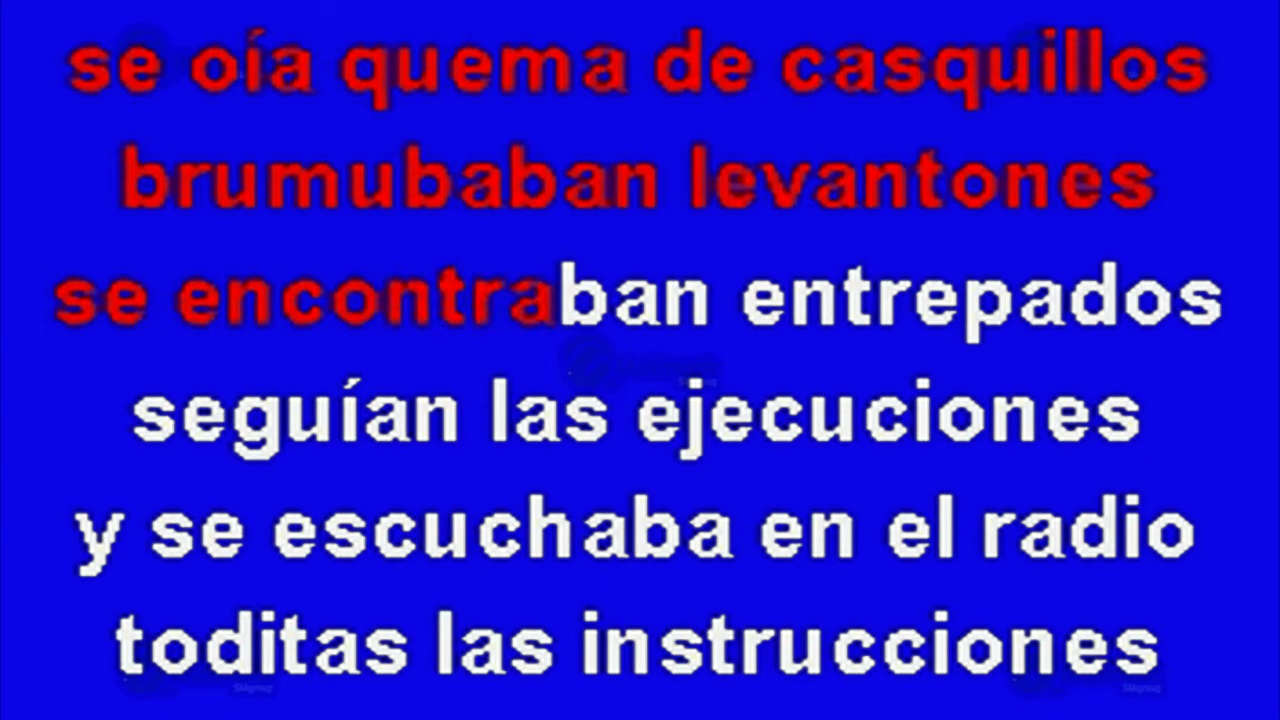 se oía quema de casquillos
brumubaban levantones
se encontraban entrepados
seguían las ejecuciones
y se escuchaba en el radio
toditas las instrucciones